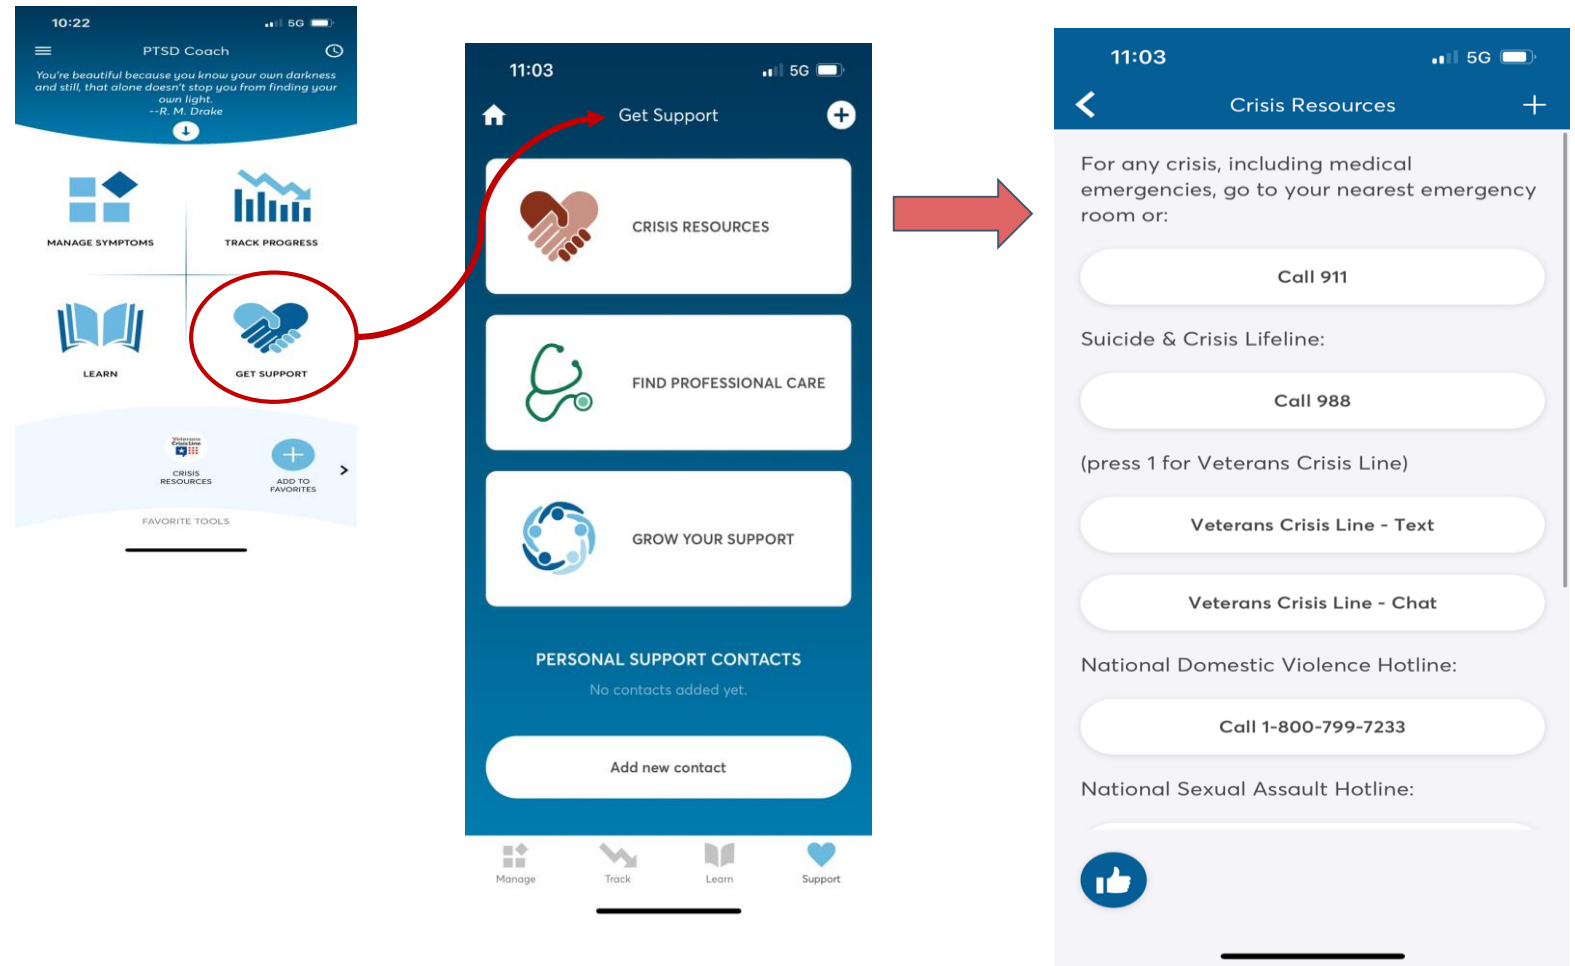 10:22
5G
PTSD Coach
You're beautiful because you know your own darkness
and still, that alone doesn't stop you from finding your
own light.
--R. M. Drake
MANAGE SYMPTOMS
TRACK PROGRESS
LEARN
GET SUPPORT
Veterans
Crisis Line
CRISIS
RESOURCES
ADD TO
FAVORITES
FAVORITE TOOLS
11:03
5G
Get Support
CRISIS RESOURCES
FIND PROFESSIONAL CARE
GROW YOUR SUPPORT
PERSONAL SUPPORT CONTACTS
No contacts added yet.
Add new contact
Manage
Track
Learn
Support
11:03
5G
Crisis Resources
For any crisis, including medical
emergencies, go to your nearest emergency
room or:
Call 911
Suicide & Crisis Lifeline:
Call 988
(press 1 for Veterans Crisis Line)
Veterans Crisis Line - Text
Veterans Crisis Line - Chat
National Domestic Violence Hotline:
Call 1-800-799-7233
National Sexual Assault Hotline: